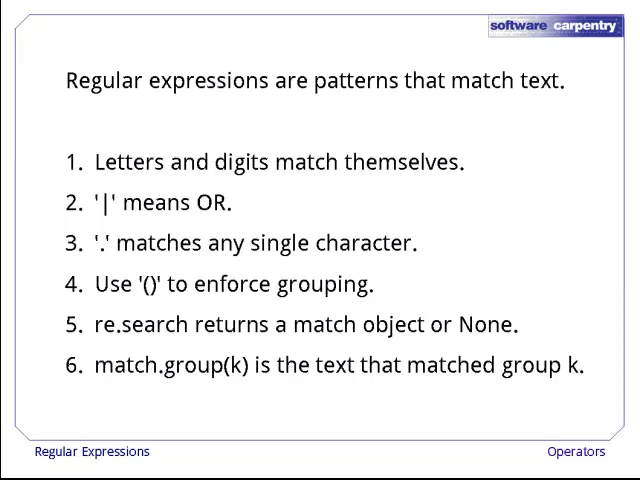 software carpentry
Regular expressions are patterns that match text.
1. Letters and digits match themselves.
2. '|' means OR.
3. '.' matches any single character.
4. Use '()' to enforce grouping.
5. re.search returns a match object or None.
6. match.group(k) is the text that matched group k.
Regular Expressions
Operators